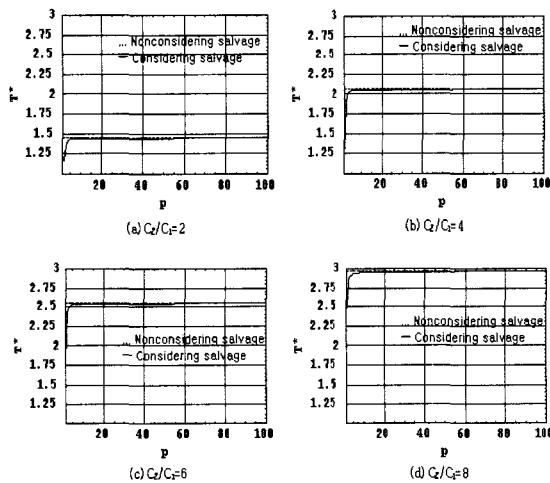 3
2.75
2.5
2.25
2
1.75
1.5
1.25
T*
... Nonconsidering salvage
— Considering salvage
20 40 60 80 100
p
(a) C₂/C₁=2
3
2.75
2.5
2.25
2
1.75
1.5
1.25
T*
... Nonconsidering salvage
— Considering salvage
20 40 60 80 100
p
(b) C₂/C₁=4
3
2.75
2.5
2.25
2
1.75
1.5
1.25
T*
... Nonconsidering salvage
— Considering salvage
20 40 60 80 100
p
(c) C₂/C₁=6
3
2.75
2.5
2.25
2
1.75
1.5
1.25
T*
... Nonconsidering salvage
— Considering salvage
20 40 60 80 100
p
(d) C₂/C₁=8